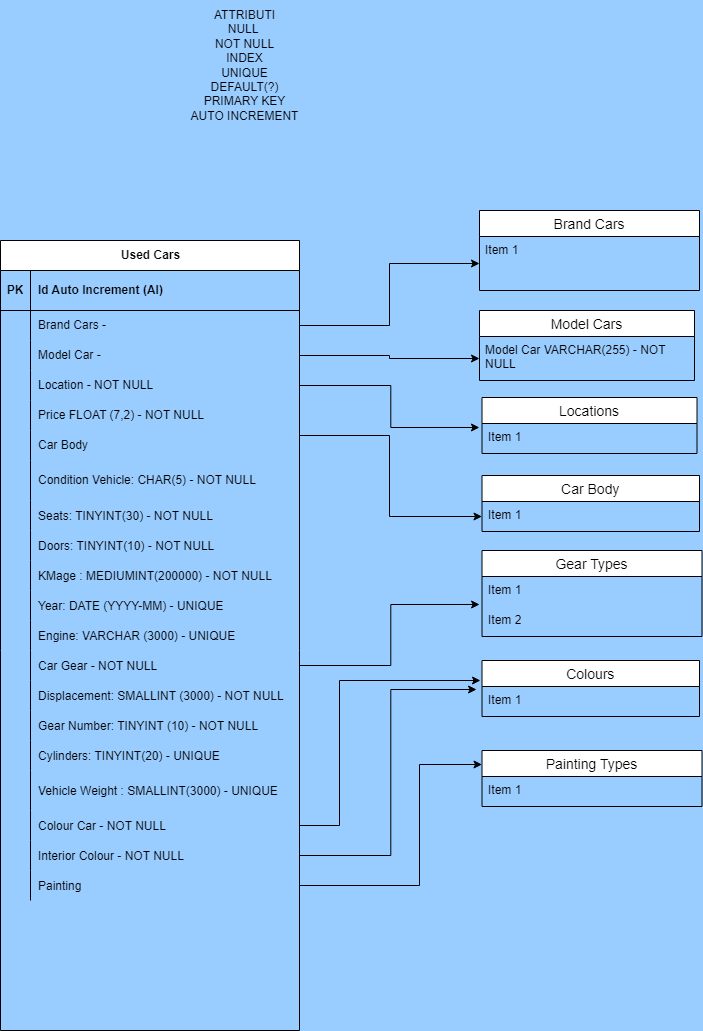 ATTRIBUTI
NULL
NOT NULL
INDEX
UNIQUE
DEFAULT(?)
PRIMARY KEY
AUTO INCREMENT
Used Cars
PK Id Auto Increment (AI)
Brand Cars -
Model Car -
Location - NOT NULL
Price FLOAT (7,2) - NOT NULL
Car Body
Condition Vehicle: CHAR(5) - NOT NULL
Seats: TINYINT(30) - NOT NULL
Doors: TINYINT(10) - NOT NULL
KMage : MEDIUMINT(200000) - NOT NULL
Year: DATE (YYYY-MM) - UNIQUE
Engine: VARCHAR (3000) - UNIQUE
Car Gear - NOT NULL
Displacement: SMALLINT (3000) - NOT NULL
Gear Number: TINYINT (10) - NOT NULL
Cylinders: TINYINT(20) - UNIQUE
Vehicle Weight : SMALLINT(3000) - UNIQUE
Colour Car - NOT NULL
Interior Colour - NOT NULL
Painting
Brand Cars
Item 1
Model Cars
Model Car VARCHAR(255) - NOT
NULL
Locations
Item 1
Car Body
Item 1
Gear Types
Item 1
Item 2
Colours
Item 1
Painting Types
Item 1